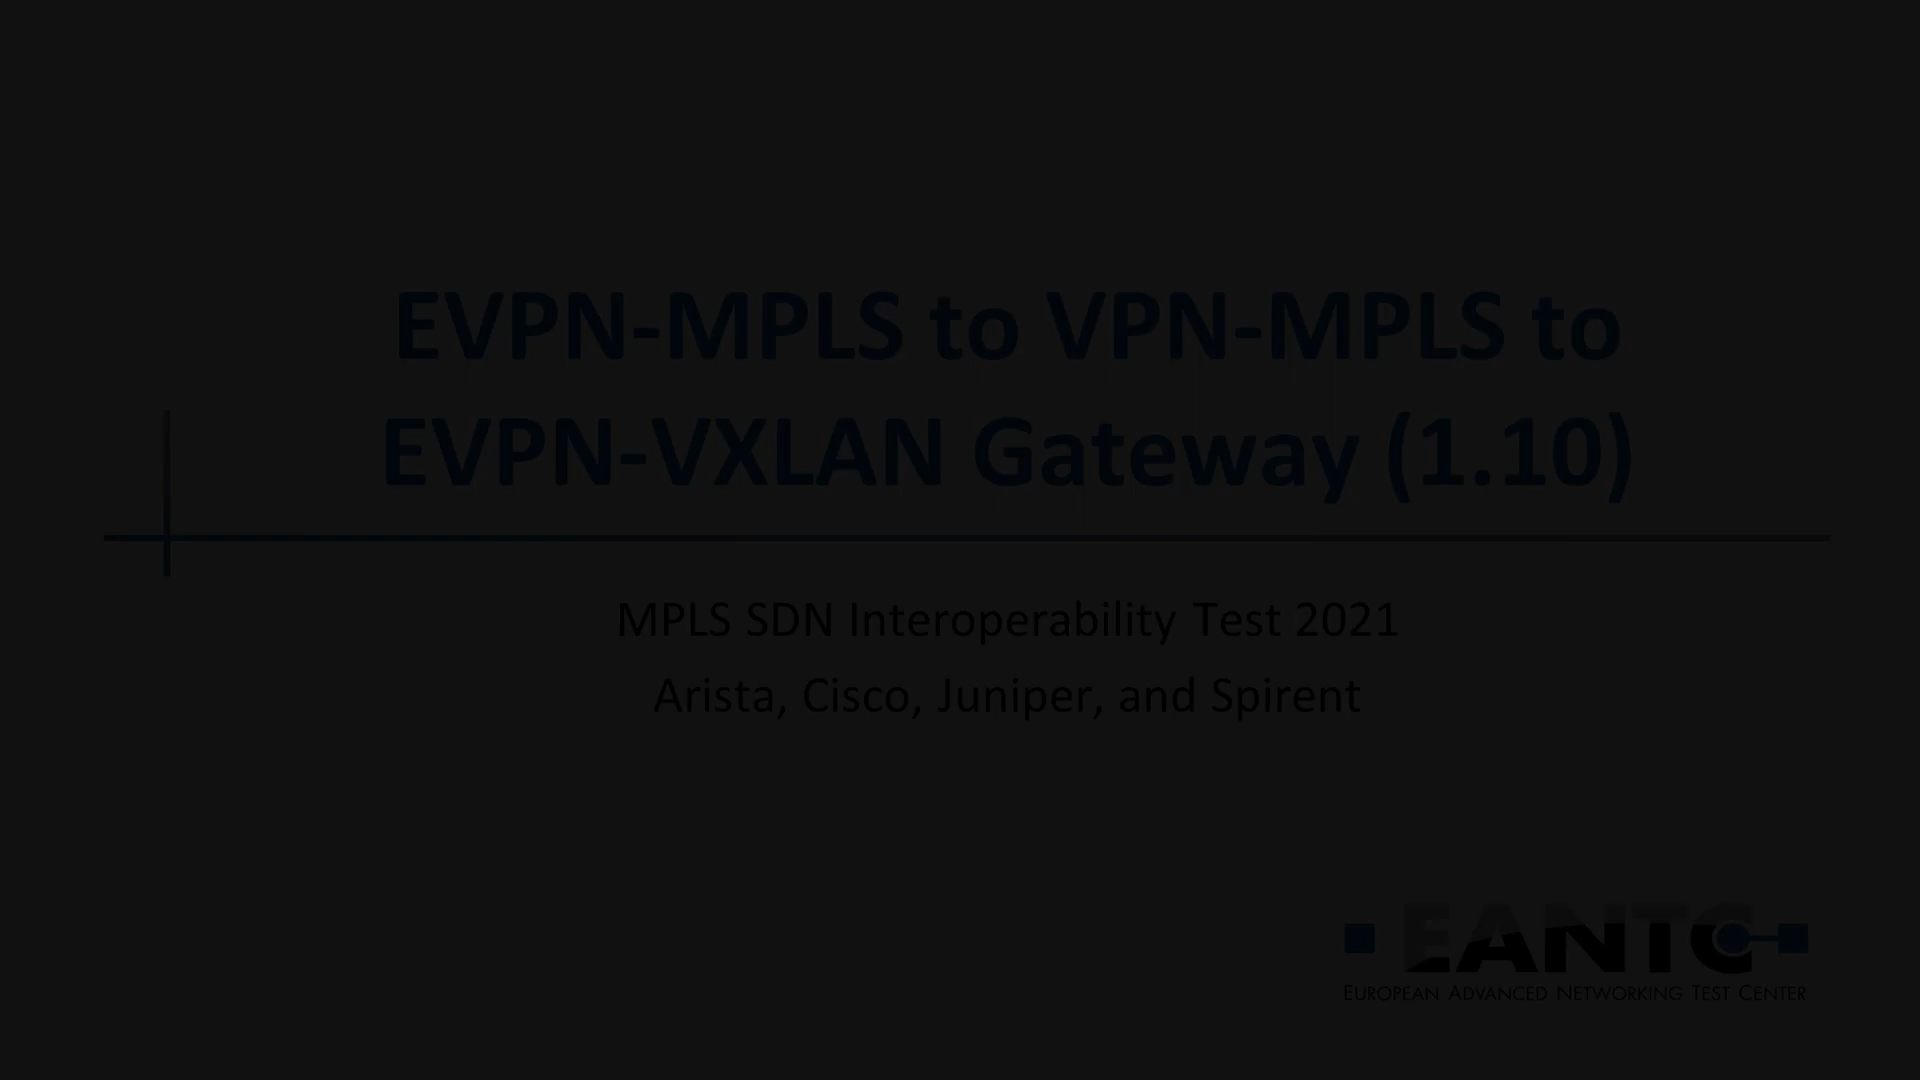 EVPN-MPLS to VPN-MPLS to
EVPN-VXLAN Gateway (1.10)
MPLS SDN Interoperability Test 2021
Arista, Cisco, Juniper, and Spirent
EANTC
EUROPEAN ADVANCED NETWORKING TEST CENTER